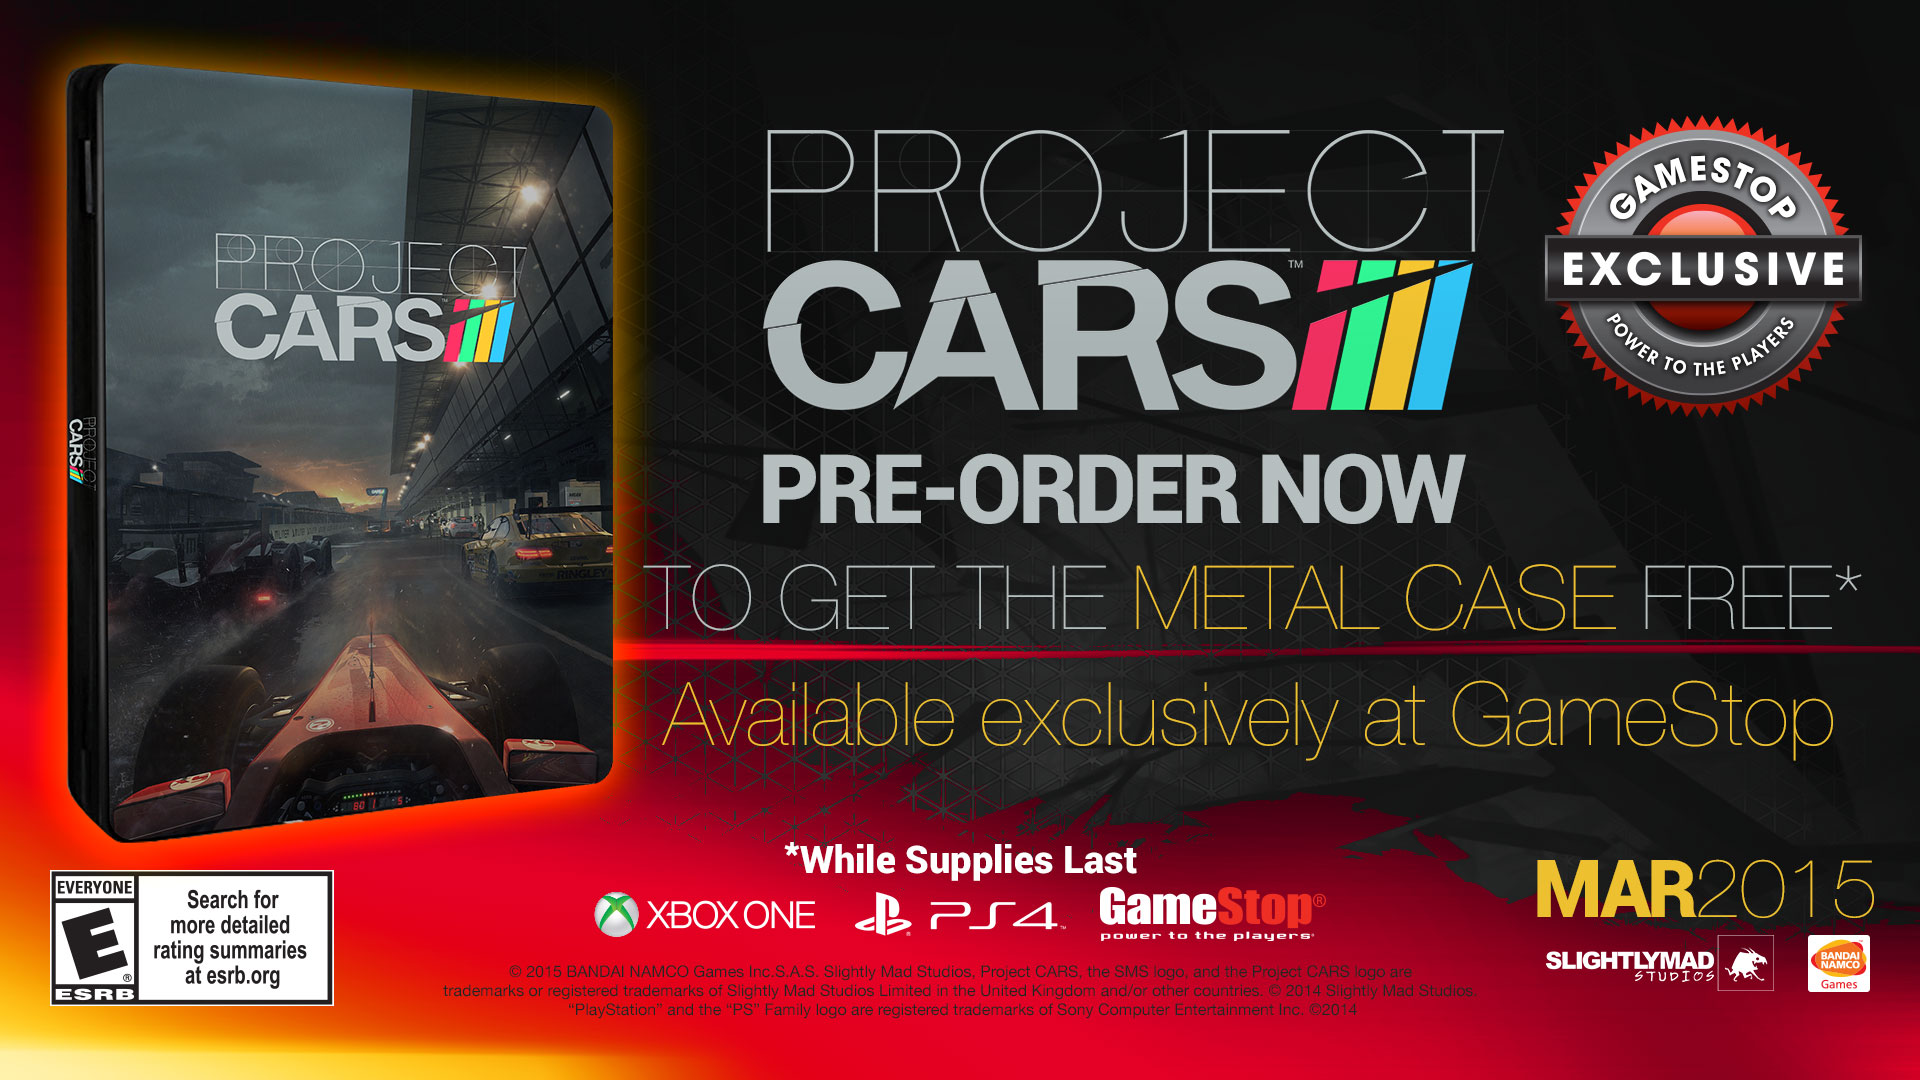 PROJECT
CARS
PROJECT
CARS
RINGLEY
PROJECT
CARS™
GAMESTOP
EXCLUSIVE
POWER TO THE PLAYERS
PRE-ORDER NOW
TO GET THE METAL CASE FREE*
Available exclusively at GameStop
*While Supplies Last
XBOX ONE
PS4™
GameStop®
power to the players®
MAR2015
SLIGHTLYMAD
STUDIOS
BANDAI
NAMCO
Games
EVERYONE
E®
ESRB
Search for
more detailed
rating summaries
at esrb.org
© 2015 BANDAI NAMCO Games Inc.S.A.S. Slightly Mad Studios, Project CARS, the SMS logo, and the Project CARS logo are
trademarks or registered trademarks of Slightly Mad Studios Limited in the United Kingdom and/or other countries. © 2014 Slightly Mad Studios.
“PlayStation” and the “PS” Family logo are registered trademarks of Sony Computer Entertainment Inc. ©2014